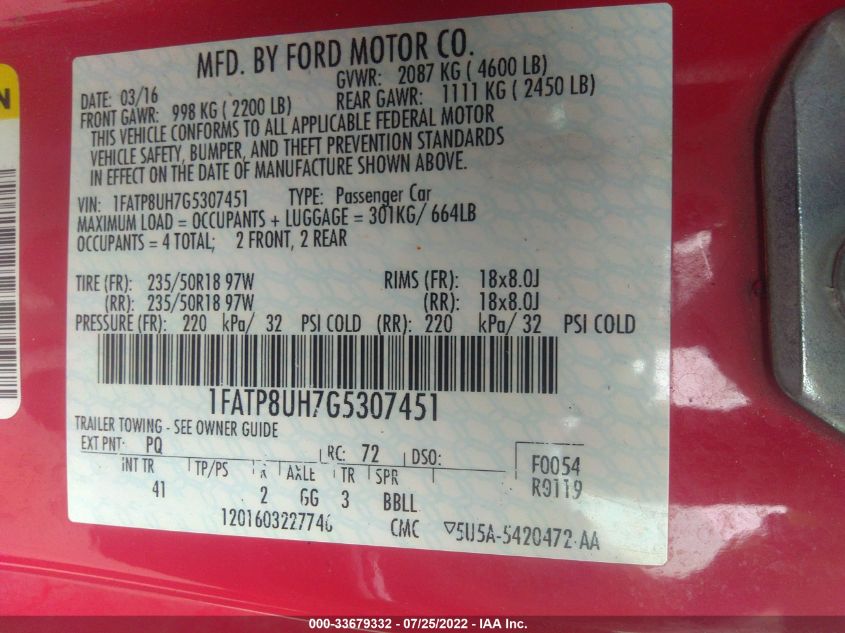 MFD. BY FORD MOTOR CO.
DATE: 03/16 GVWR: 2087 KG ( 4600 LB)
FRONT GAWR: 998 KG ( 2200 LB) REAR GAWR: 1111 KG ( 2450 LB)
THIS VEHICLE CONFORMS TO ALL APPLICABLE FEDERAL MOTOR
VEHICLE SAFETY, BUMPER, AND THEFT PREVENTION STANDARDS
IN EFFECT ON THE DATE OF MANUFACTURE SHOWN ABOVE.
VIN: 1FATP8UH7G5307451 TYPE: Passenger Car
MAXIMUM LOAD = OCCUPANTS + LUGGAGE = 301KG/ 664LB
OCCUPANTS = 4 TOTAL; 2 FRONT, 2 REAR
TIRE (FR): 235/50R18 97W RIMS (FR): 18x8.0J
(RR): 235/50R18 97W (RR): 18x8.0J
PRESSURE (FR): 220 kPa/ 32 PSI COLD (RR): 220 kPa/ 32 PSI COLD
1FATP8UH7G5307451
TRAILER TOWING - SEE OWNER GUIDE
EXT PNT: PQ RC: 72 DSO: F0054
INT TR TP/PS R AXLE TR SPR R9119
41 2 GG 3 BBLL
1201603227746 CMC ▽5U5A-5420472-AA
000-33679332 - 07/25/2022 - IAA Inc.